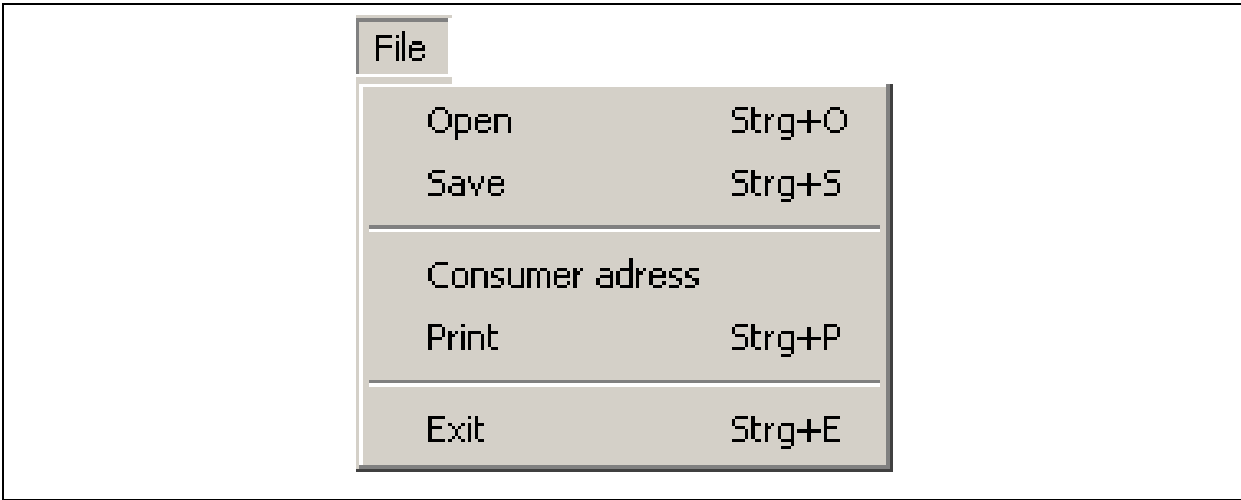 File
Open Strg+O
Save Strg+S
Consumer adress
Print Strg+P
Exit Strg+E